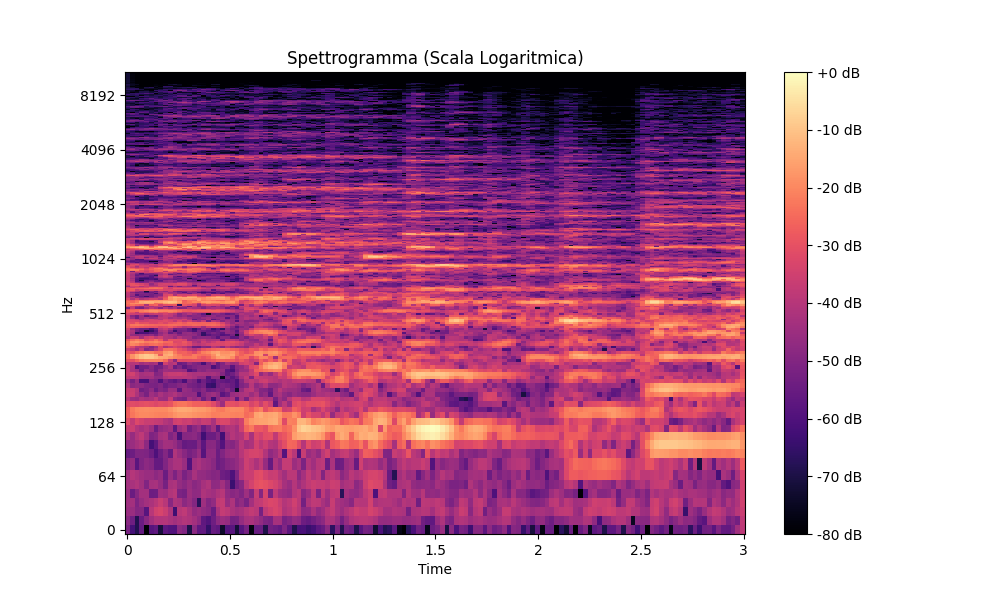 Spettrogramma (Scala Logaritmica)
8192
4096
2048
1024
512
256
128
64
0
Hz
0
0.5
1
1.5
2
2.5
3
Time
+0 dB
-10 dB
-20 dB
-30 dB
-40 dB
-50 dB
-60 dB
-70 dB
-80 dB